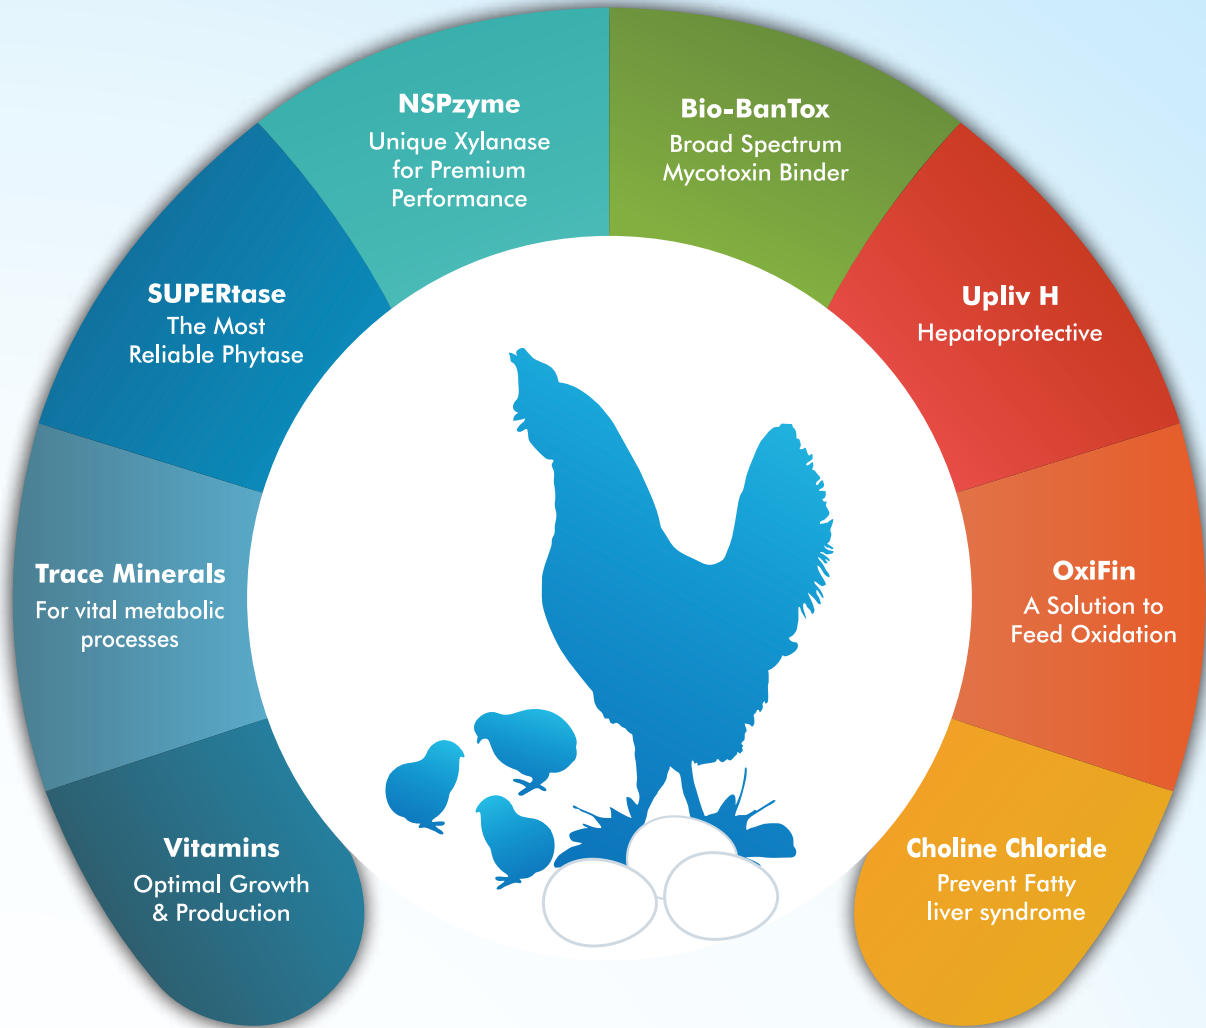 NSPzyme
Unique Xylanase
for Premium
Performance
Bio-BanTox
Broad Spectrum
Mycotoxin Binder
SUPERtase
The Most
Reliable Phytase
Upliv H
Hepatoprotective
Trace Minerals
For vital metabolic
processes
OxiFin
A Solution to
Feed Oxidation
Vitamins
Optimal Growth
& Production
Choline Chloride
Prevent Fatty
liver syndrome